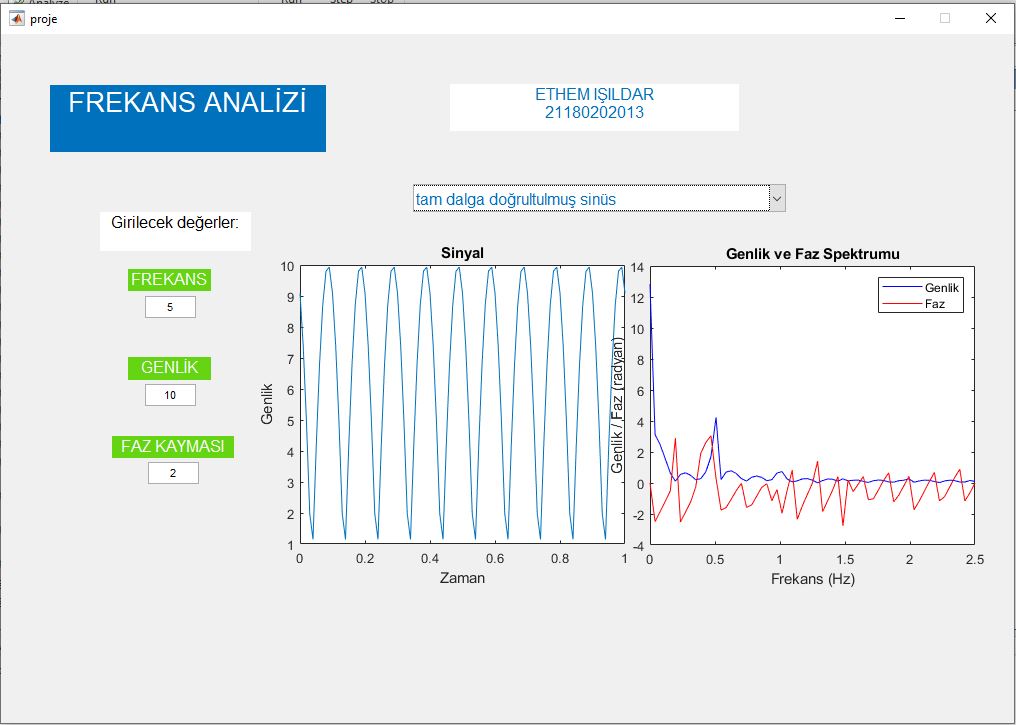 proje
FREKANS ANALİZİ
ETHEM IŞILDAR
21180202013
tam dalga doğrultulmuş sinüs
Girilecek değerler:
FREKANS
5
GENLİK
10
FAZ KAYMASI
2
Sinyal
10
9
8
7
6
5
4
3
2
1
Genlik
0 0.2 0.4 0.6 0.8 1
Zaman
Genlik ve Faz Spektrumu
Genlik
Faz
14
12
10
8
6
4
2
0
-2
-4
Genlik / Faz (radyan)
0 0.5 1 1.5 2 2.5
Frekans (Hz)